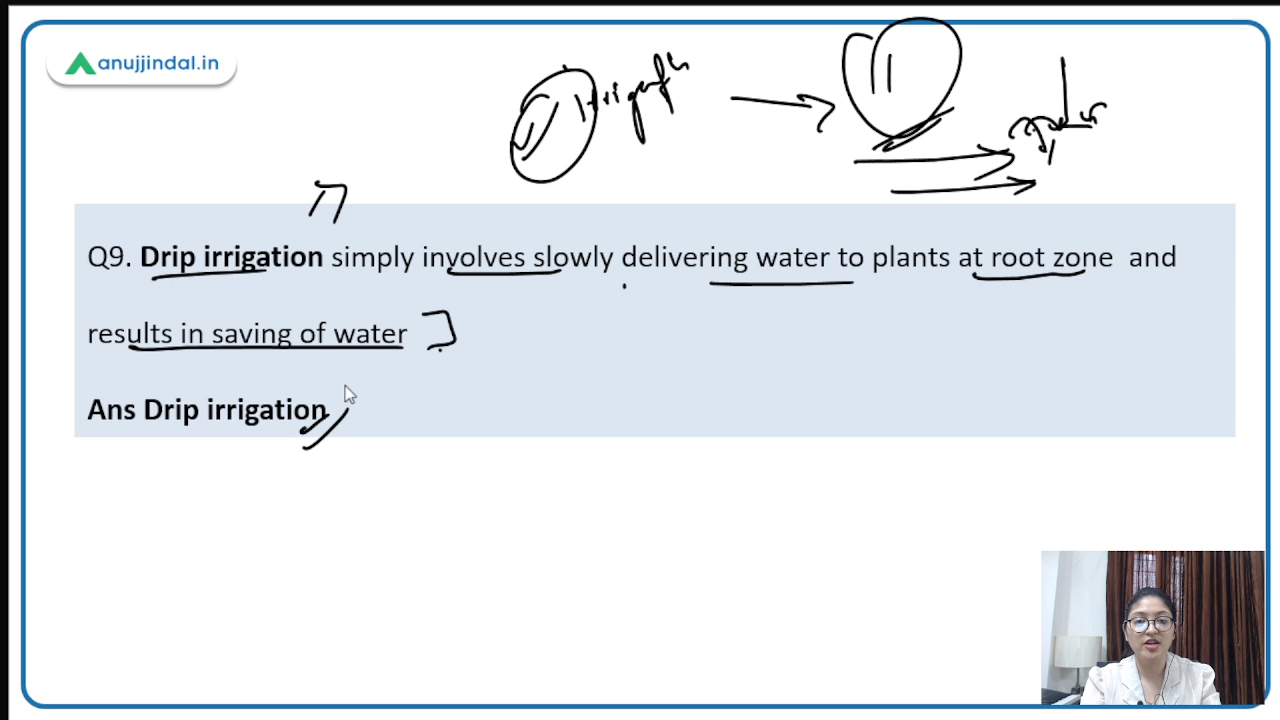 anujjindal.in
Q9. Drip irrigation simply involves slowly delivering water to plants at root zone and
results in saving of water
Ans Drip irrigation